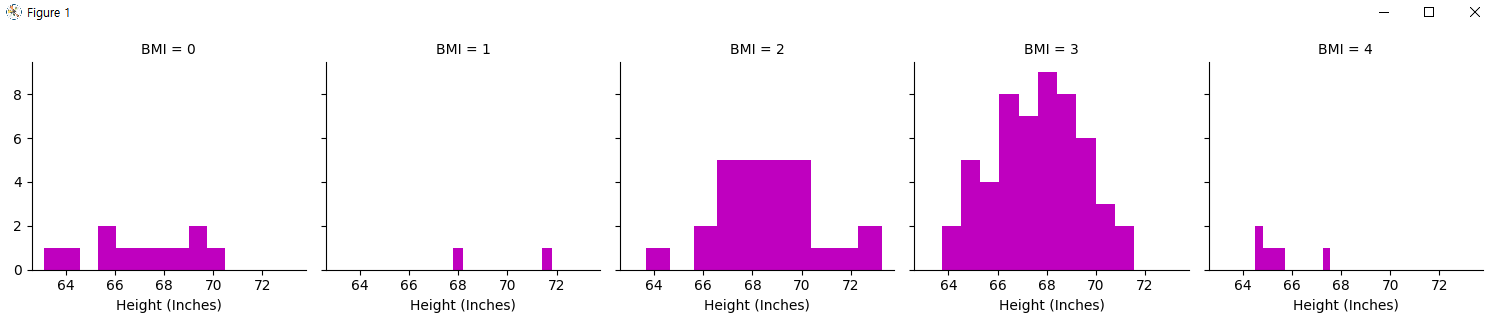 Figure 1
BMI = 0
BMI = 1
BMI = 2
BMI = 3
BMI = 4
8
6
4
2
0
64 66 68 70 72
64 66 68 70 72
64 66 68 70 72
64 66 68 70 72
64 66 68 70 72
Height (Inches)
Height (Inches)
Height (Inches)
Height (Inches)
Height (Inches)